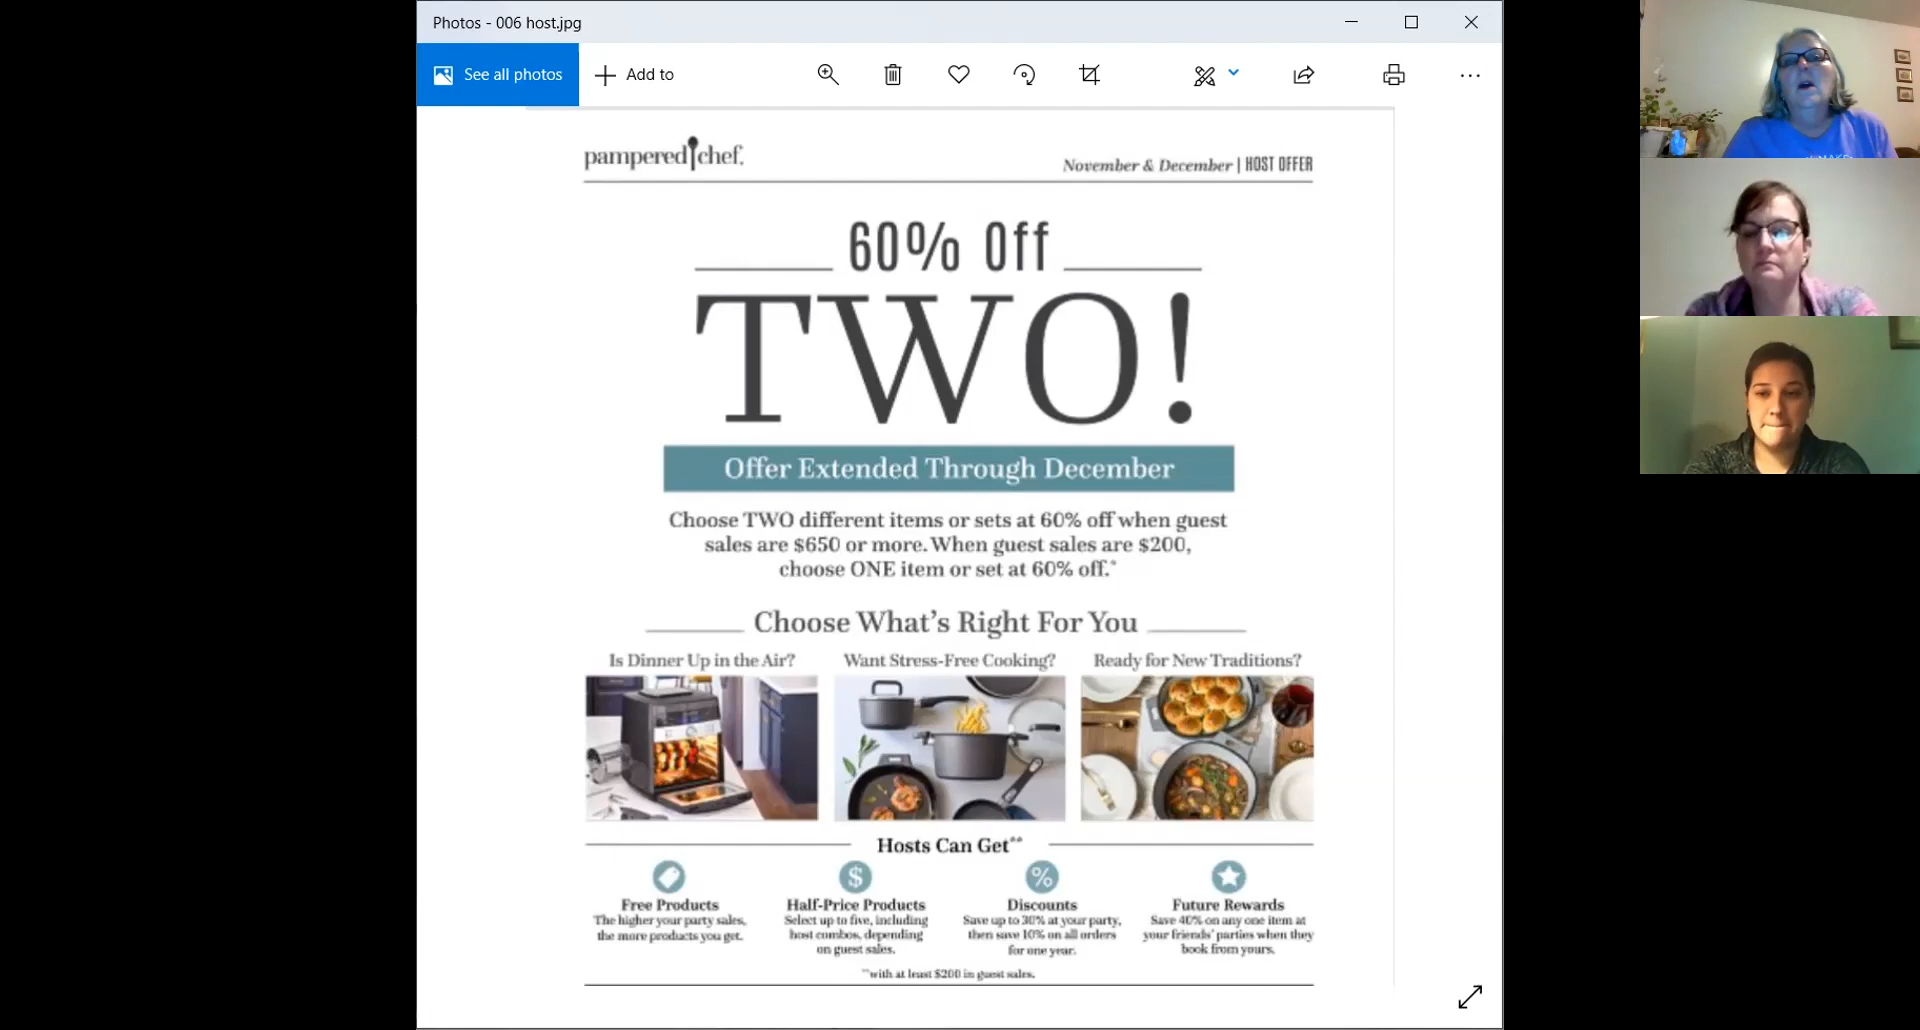 Photos - 006 host.jpg
See all photos
Add to
pampered chef.
November & December | HOST OFFER
60% Off
TWO!
Offer Extended Through December
Choose TWO different items or sets at 60% off when guest
sales are $650 or more. When guest sales are $200,
choose ONE item or set at 60% off.*
Choose What's Right For You
Is Dinner Up in the Air?
Want Stress-Free Cooking?
Ready for New Traditions?
Hosts Can Get**
$
%
Free Products
The higher your party sales,
the more products you get.
Half-Price Products
Select up to five, including
host combos, depending
on guest sales.
Discounts
Save up to 30% at your party,
then save 10% on all orders
for one year.
Future Rewards
Save 40% on any one item at
your friends' parties when they
book from yours.
**with at least $200 in guest sales.
MAKE